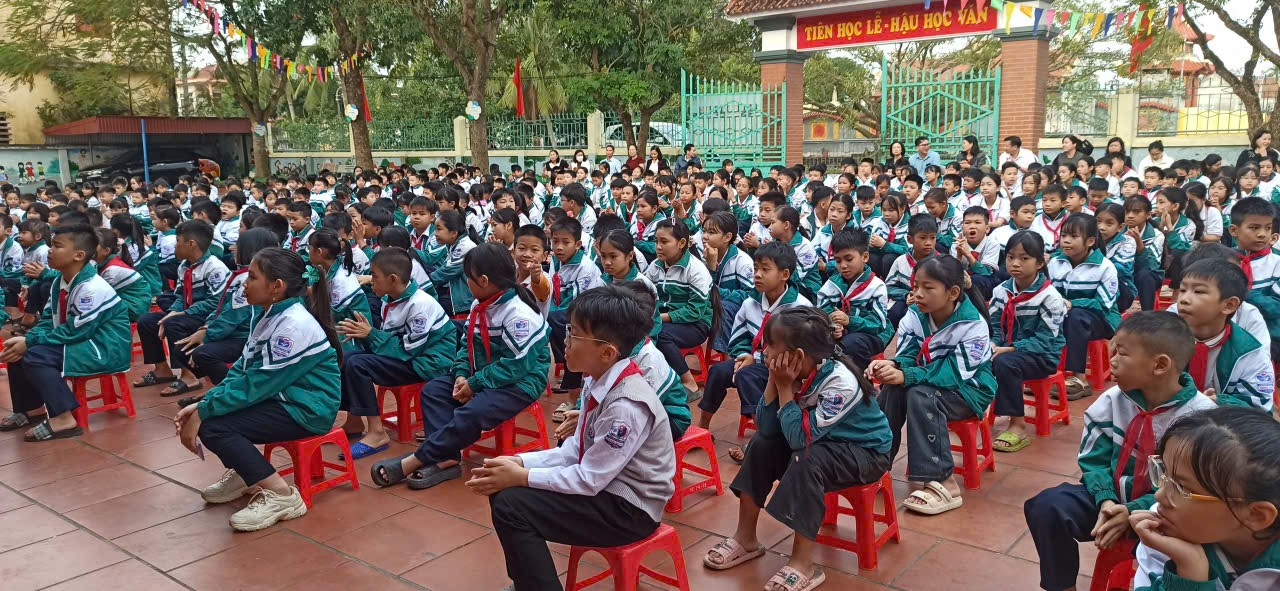 TIÊN HỌC LỄ - HẬU HỌC VĂN